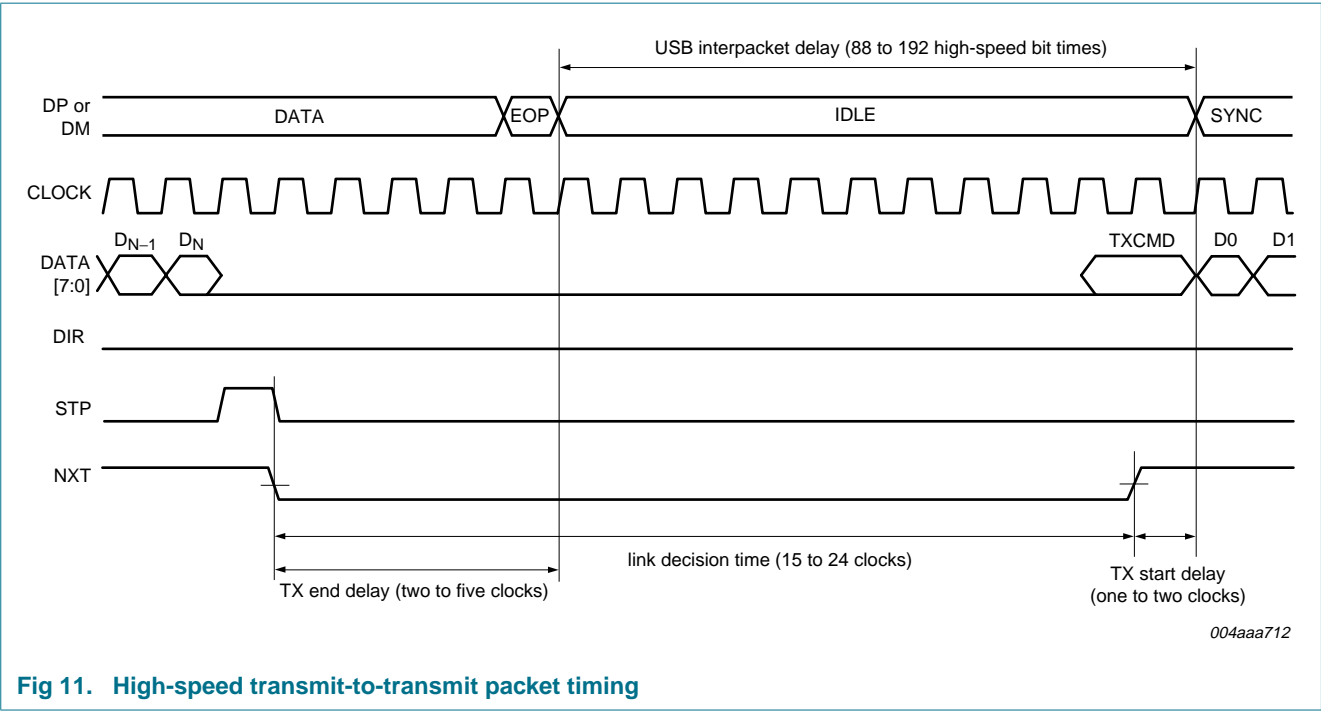 USB interpacket delay (88 to 192 high-speed bit times)
DP or
DM
DATA
EOP
IDLE
SYNC
CLOCK
DATA
[7:0]
DN−1
DN
TXCMD
D0
D1
DIR
STP
NXT
link decision time (15 to 24 clocks)
TX end delay (two to five clocks)
TX start delay
(one to two clocks)
004aaa712
Fig 11. High-speed transmit-to-transmit packet timing